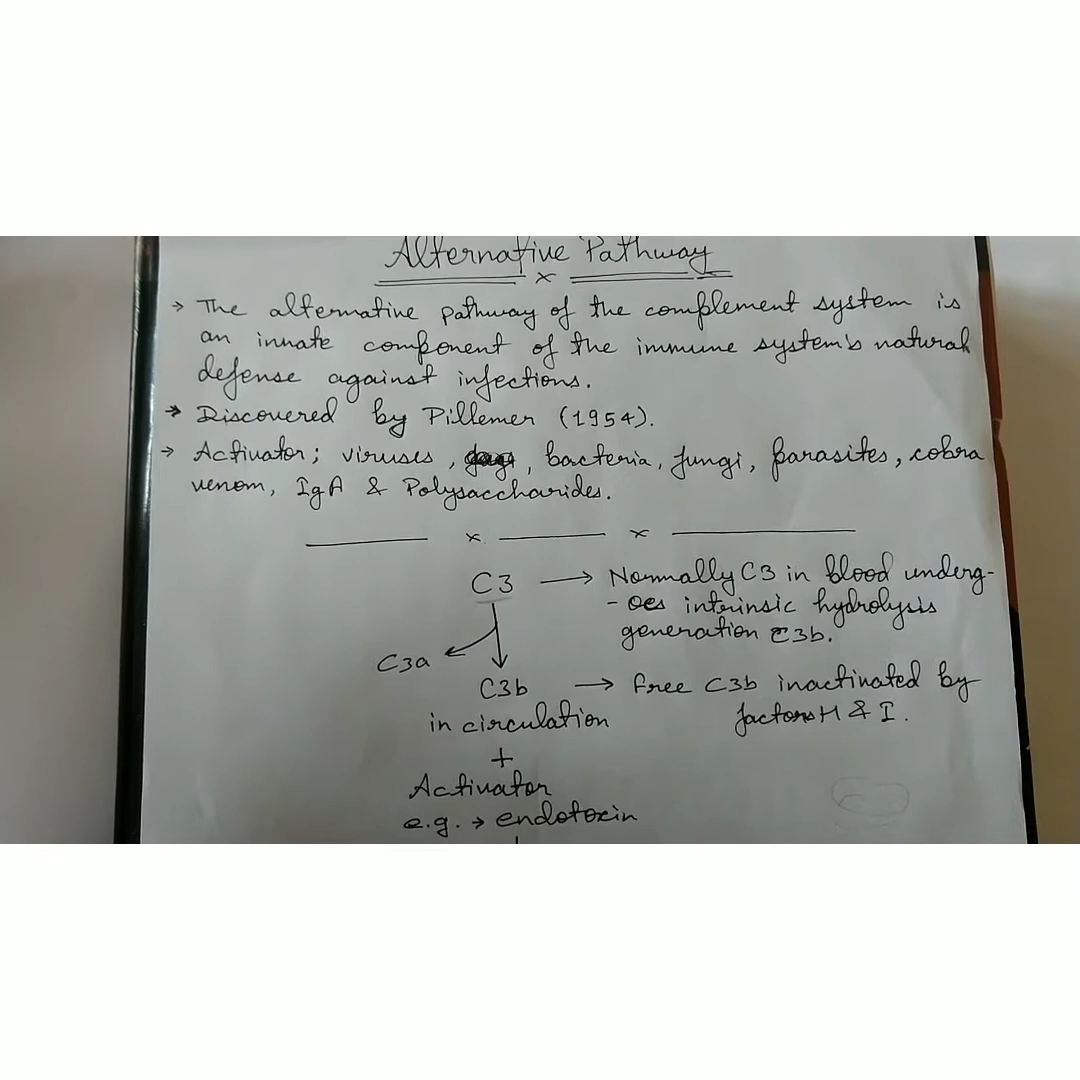 Alternative Pathway
x
→ The alternative pathway of the complement system is
an innate component of the immune system's natural
defense against infections.
→ Discovered by Pillemer (1954).
→ Activator; viruses, , bacteria, fungi, parasites, cobra
venom, IgA & Polysaccharides.
x x
C3 → Normally C3 in blood underg-
- oes intrinsic hydrolysis
generation C3b.
C3a
C3b → free C3b inactivated by
in circulation factors H & I.
+
Activator
e.g. → endotoxin